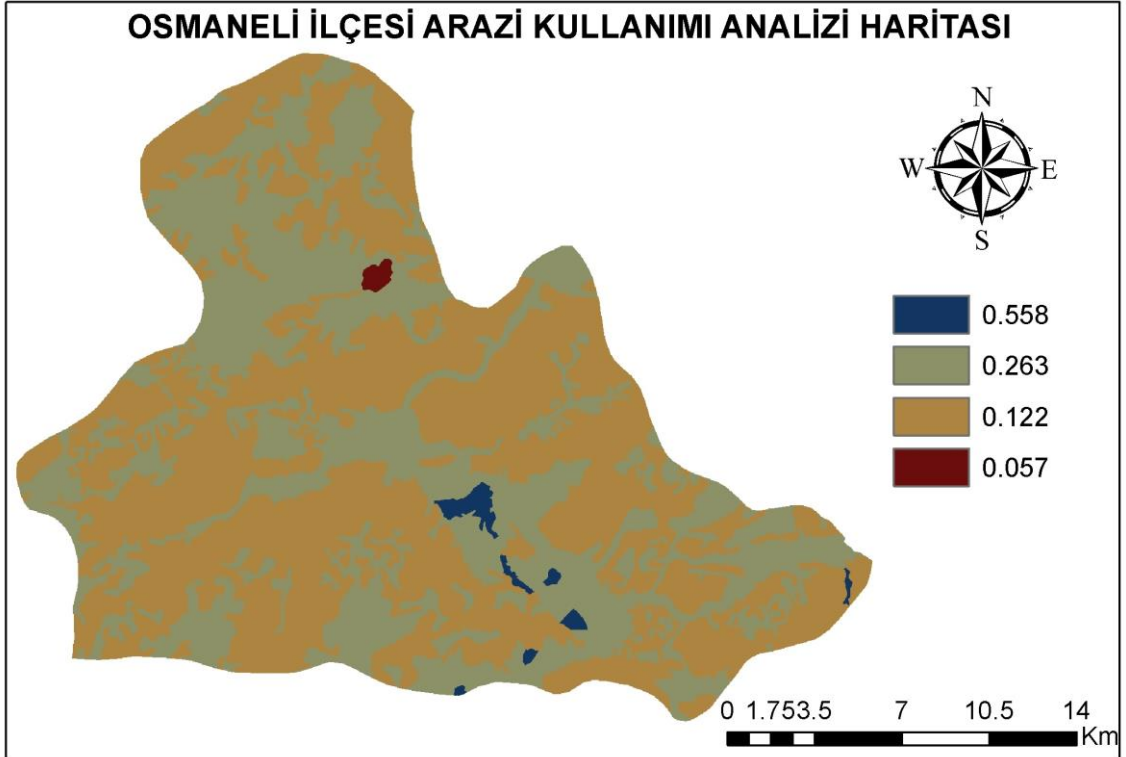 OSMANELİ İLÇESİ ARAZİ KULLANIMI ANALİZİ HARİTASI
N
W E
S
0.558
0.263
0.122
0.057
0 1.753.5 7 10.5 14
Km